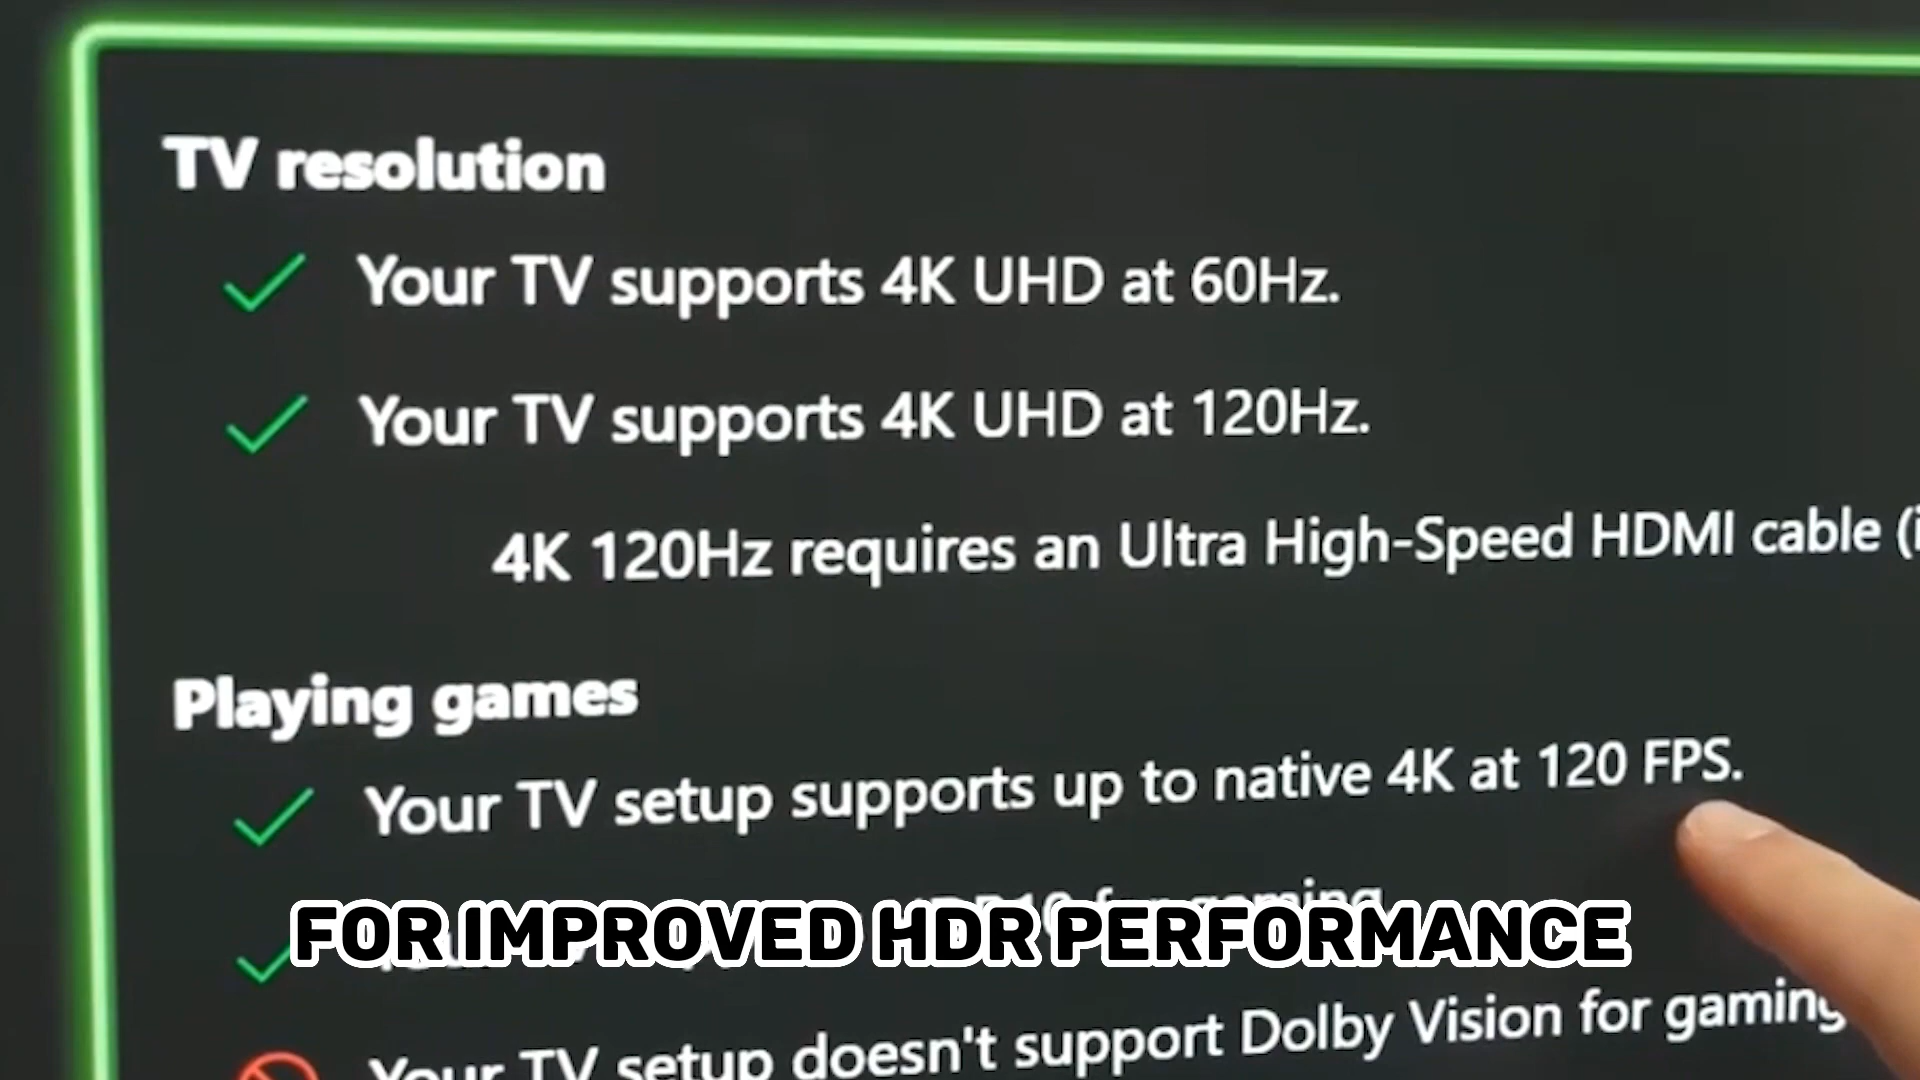 TV resolution
Your TV supports 4K UHD at 60Hz.
Your TV supports 4K UHD at 120Hz.
4K 120Hz requires an Ultra High-Speed HDMI cable (i
Playing games
Your TV setup supports up to native 4K at 120 FPS.
gaming
FOR IMPROVED HDR PERFORMANCE
Your TV setup doesn't support Dolby Vision for gaming